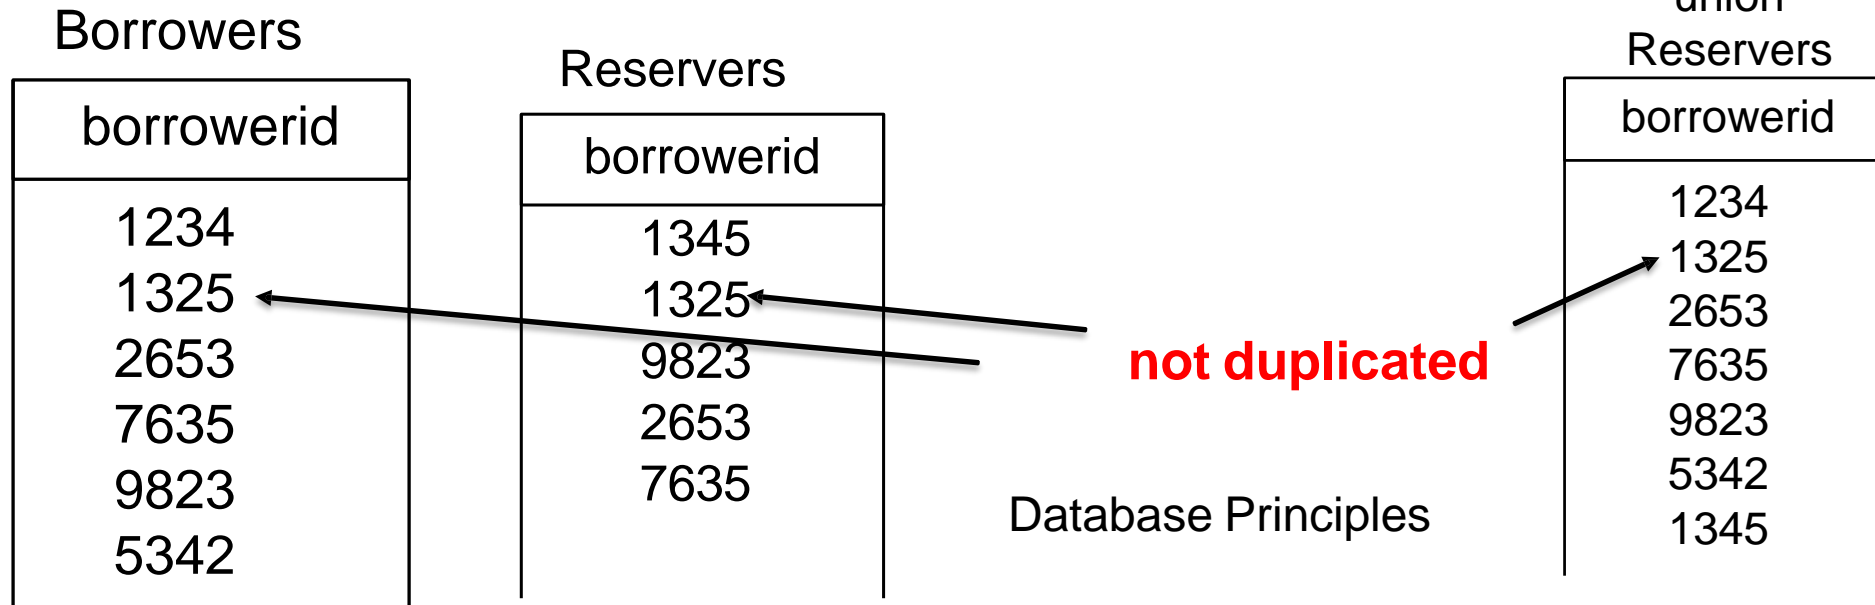 Borrowers
borrowerid
1234
1325
2653
7635
9823
5342
Reservers
borrowerid
1345
1325
9823
2653
7635
not duplicated
Database Principles
union
Reservers
borrowerid
1234
1325
2653
7635
9823
5342
1345